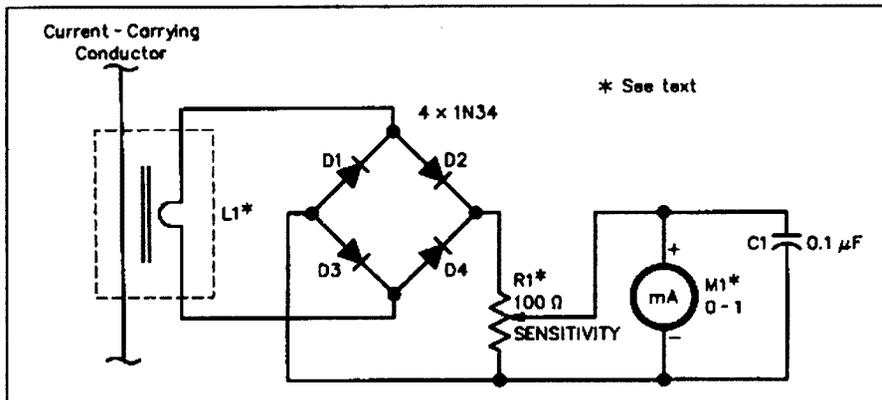 Current-Carrying
Conductor
* See text
4 × 1N34
D1
D2
L1*
D3
D4
R1*
100 Ω
SENSITIVITY
+
mA
–
M1*
0-1
C1
0.1 μF